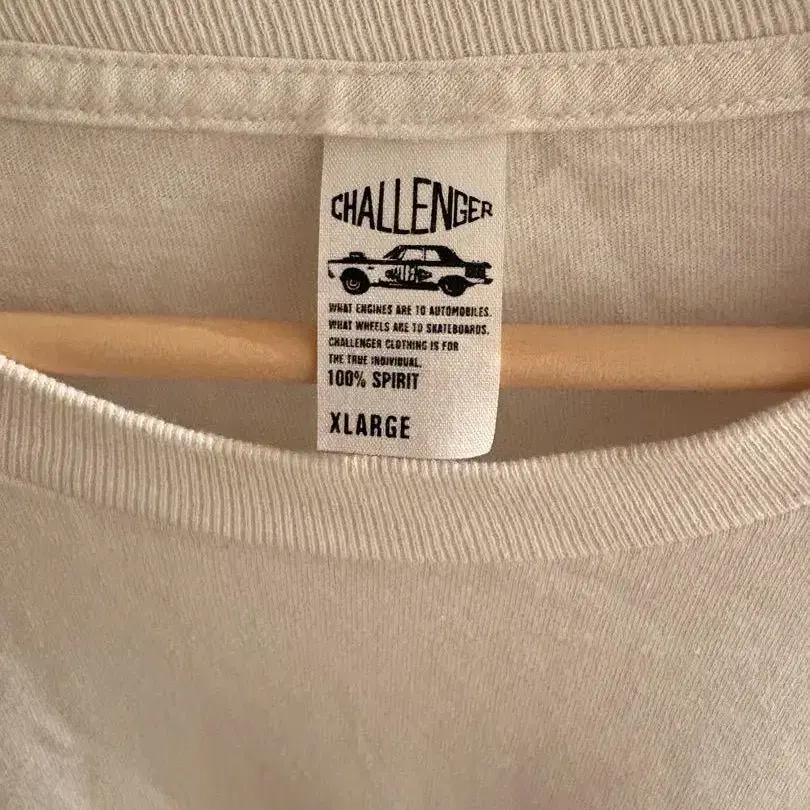 CHALLENGER
WHAT ENGINES ARE TO AUTOMOBILES.
WHAT WHEELS ARE TO SKATEBOARDS.
CHALLENGER CLOTHING IS FOR
THE TRUE INDIVIDUAL.
100% SPIRIT
XLARGE